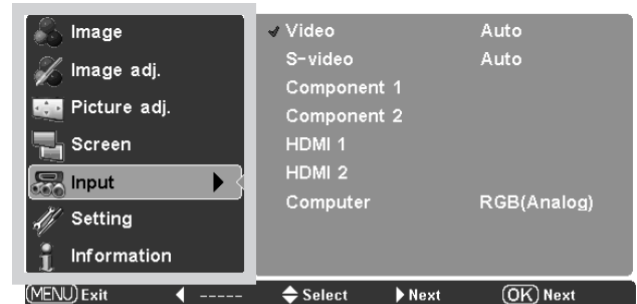 Image
Image adj.
Picture adj.
Screen
Input
Setting
Information
Video Auto
S-video Auto
Component 1
Component 2
HDMI 1
HDMI 2
Computer RGB(Analog)
MENU Exit ----- Select Next OK Next